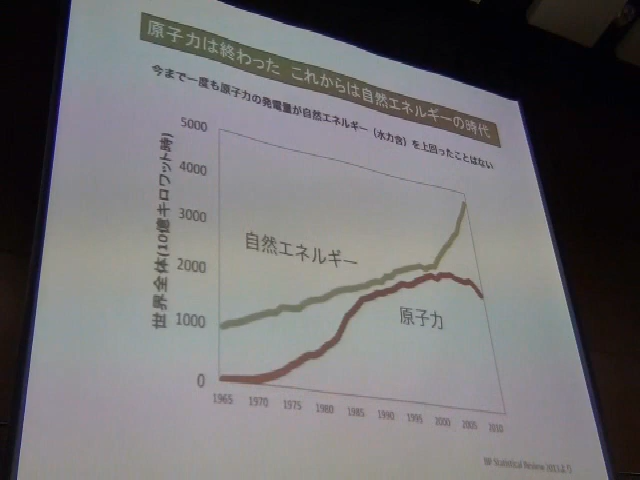 原子力は終わった これからは自然エネルギーの時代
今まで一度も原子力の発電量が自然エネルギー（水力含）を上回ったことはない
世界全体(10億キロワット時)
5000
4000
3000
2000
1000
0
自然エネルギー
原子力
1965 1970 1975 1980 1985 1990 1995 2000 2005 2010
BP Statistical Review